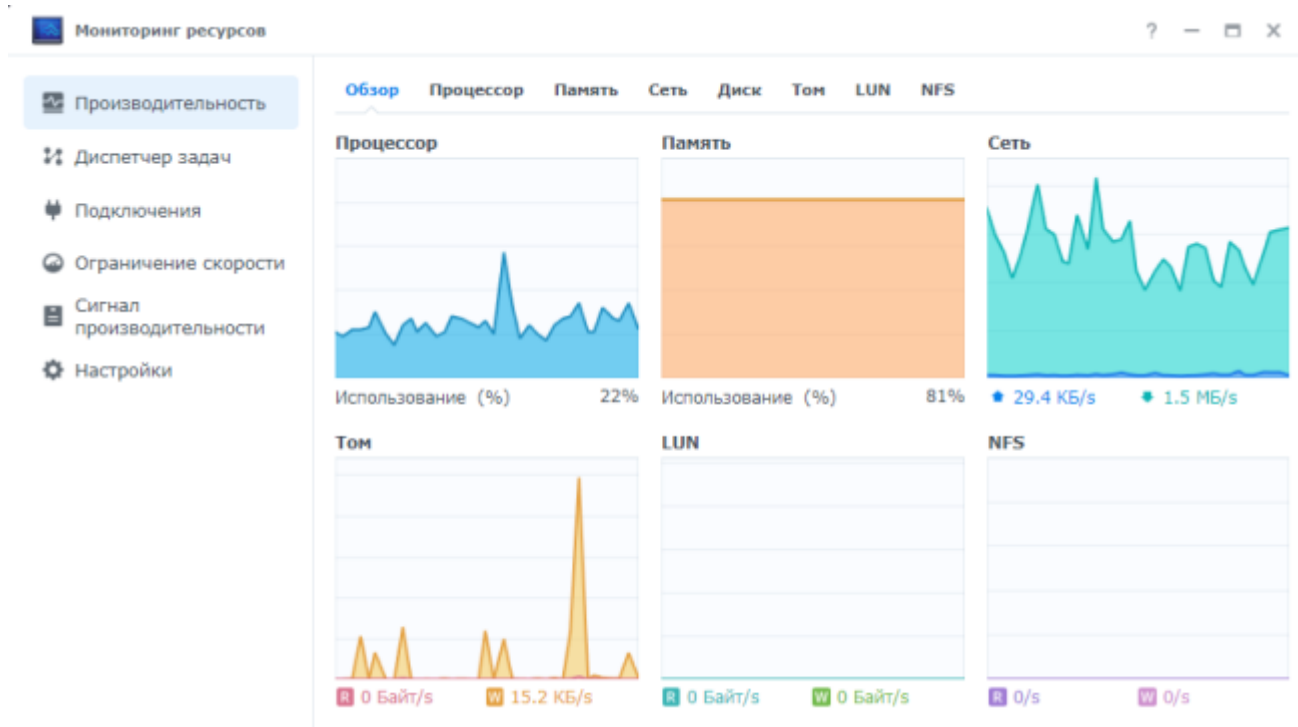 Мониторинг ресурсов
?
Производительность
Диспетчер задач
Подключения
Ограничение скорости
Сигнал
производительности
Настройки
Обзор Процессор Память Сеть Диск Том LUN NFS
Процессор
Использование (%) 22%
Память
Использование (%) 81%
Сеть
29.4 КБ/s 1.5 МБ/s
Том
R 0 Байт/s W 15.2 КБ/s
LUN
R 0 Байт/s W 0 Байт/s
NFS
R 0/s W 0/s